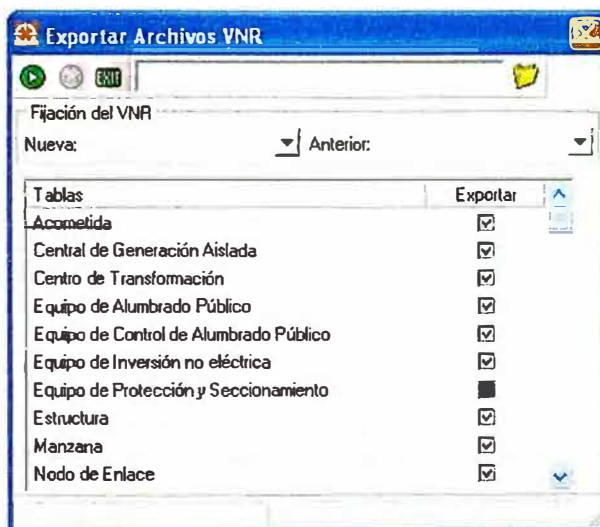 Exportar Archivos VNR
EXIT
Fijación del VNR
Nueva: Anterior:
Tablas Exportar
Acometida
Central de Generación Aislada
Centro de Transformación
Equipo de Alumbrado Público
Equipo de Control de Alumbrado Público
Equipo de Inversión no eléctrica
Equipo de Protección y Seccionamiento
Estructura
Manzana
Nodo de Enlace